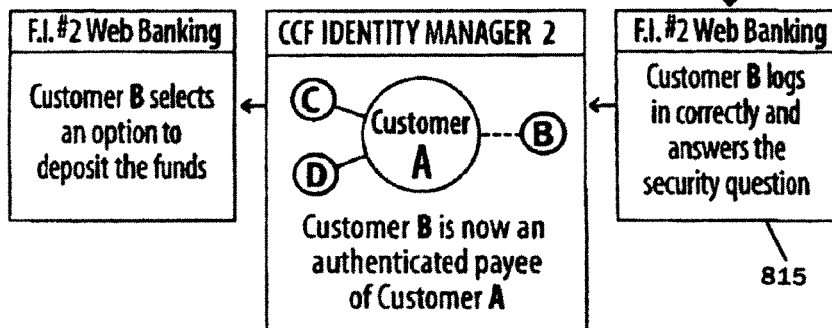 F.I. #2 Web Banking
Customer B selects
an option to
deposit the funds
CCF IDENTITY MANAGER 2
C
Customer
A
B
D
Customer B is now an
authenticated payee
of Customer A
F.I. #2 Web Banking
Customer B logs
in correctly and
answers the
security question
815